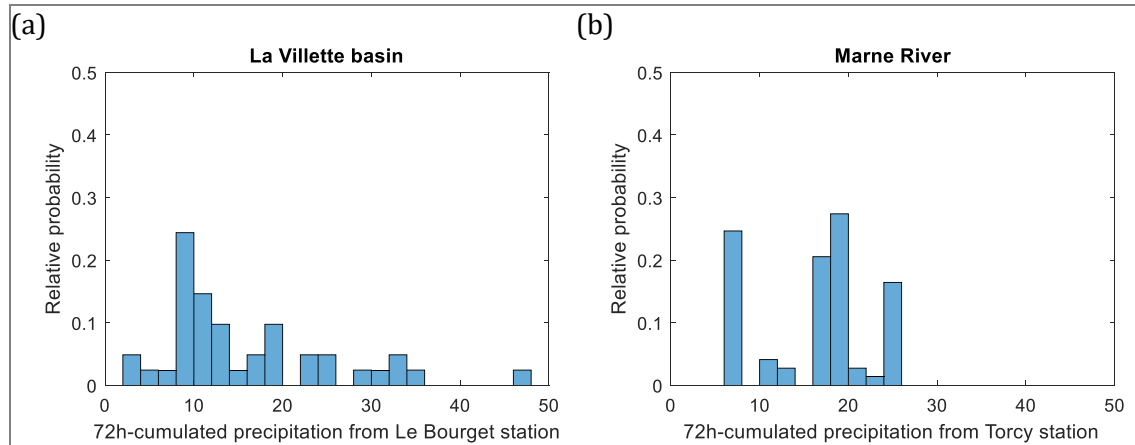 (a)
La Villette basin
Relative probability
0.5
0.4
0.3
0.2
0.1
0
0 10 20 30 40 50
72h-cumulated precipitation from Le Bourget station
(b)
Marne River
Relative probability
0.5
0.4
0.3
0.2
0.1
0
0 10 20 30 40 50
72h-cumulated precipitation from Torcy station